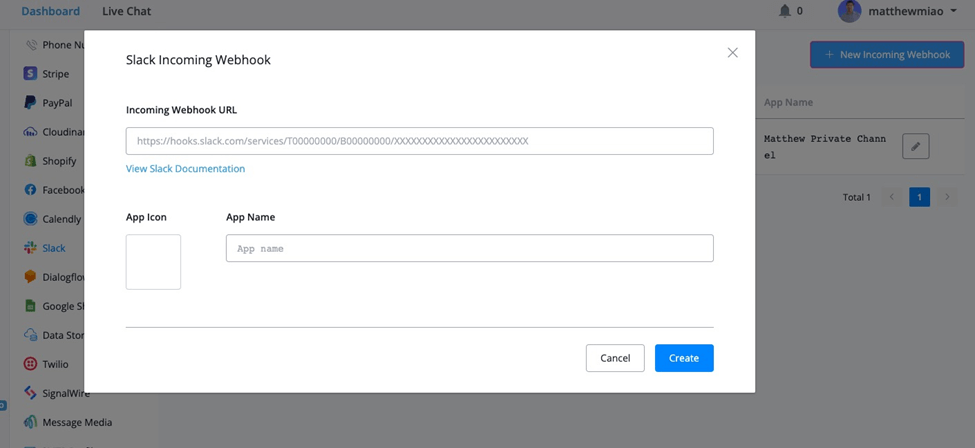 Dashboard
Live Chat
0
matthewmiao
Phone Nu
Stripe
PayPal
Cloudina
Shopify
Facebook
Calendly
Slack
Dialogflo
Google Sh
Data Stor
Twilio
SignalWire
Message Media
Slack Incoming Webhook
Incoming Webhook URL
https://hooks.slack.com/services/T00000000/B00000000/XXXXXXXXXXXXXXXXXXXXXXXX
View Slack Documentation
App Icon
App Name
App name
Cancel
Create
+ New Incoming Webhook
App Name
Matthew Private Chann
el
Total 1
1